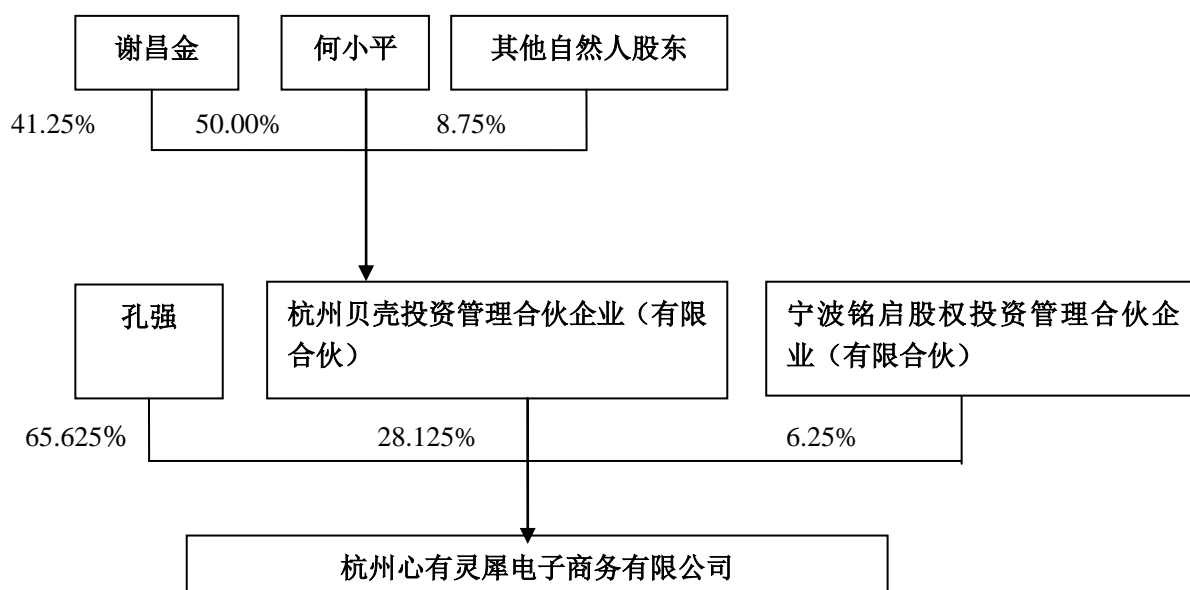 谢昌金
何小平
其他自然人股东
41.25%
50.00%
8.75%
孔强
杭州贝壳投资管理合伙企业（有限
合伙）
宁波铭启股权投资管理合伙企
业（有限合伙）
65.625%
28.125%
6.25%
杭州心有灵犀电子商务有限公司